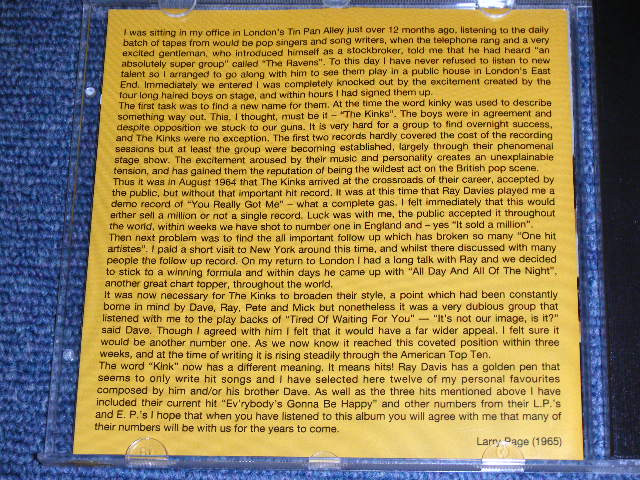 I was sitting in my office in London's Tin Pan Alley just over 12 months ago, listening to the daily
batch of tapes from would be pop singers and song writers, when the telephone rang and a very
excited gentleman, who introduced himself as a stockbroker, told me that he had heard "an
absolutely super group" called "The Ravens". To this day I have never refused to listen to new
talent so I arranged to go along with him to see them play in a public house in London's East
End. Immediately we entered I was completely knocked out by the excitement created by the
four long haired boys on stage, and within hours I had signed them up.
The first task was to find a new name for them. At the time the word kinky was used to describe
something way out. This, I thought, must be it – "The Kinks". The boys were in agreement and
despite opposition we stuck to our guns. It is very hard for a group to find overnight success,
and The Kinks were no exception. The first two records hardly covered the cost of the recording
sessions but at least the group were becoming established, largely through their phenomenal
stage show. The excitement aroused by their music and personality creates an unexplainable
tension, and has gained them the reputation of being the wildest act on the British pop scene.
Thus it was in August 1964 that The Kinks arrived at the crossroads of their career, accepted by
the public, but without that important hit record. It was at this time that Ray Davies played me a
demo record of "You Really Got Me" – what a complete gas. I felt immediately that this would
either sell a million or not a single record. Luck was with me, the public accepted it throughout
the world, within weeks we have shot to number one in England and – yes "It sold a million".
Then next problem was to find the all important follow up which has broken so many "One hit
artistes". I paid a short visit to New York around this time, and whilst there discussed with many
people the follow up record. On my return to London I had a long talk with Ray and we decided
to stick to a winning formula and within days he came up with "All Day And All Of The Night",
another great chart topper, throughout the world.
It was now necessary for The Kinks to broaden their style, a point which had been constantly
borne in mind by Dave, Ray, Pete and Mick but nonetheless it was a very dubious group that
listened with me to the play backs of "Tired Of Waiting For You" — "It's not our image, is it?"
said Dave. Though I agreed with him I felt that it would have a far wider appeal. I felt sure it
would be another number one. As we now know it reached this coveted position within three
weeks, and at the time of writing it is rising steadily through the American Top Ten.
The word "Kink" now has a different meaning. It means hits! Ray Davis has a golden pen that
seems to only write hit songs and I have selected here twelve of my personal favourites
composed by him and/or his brother Dave. As well as the three hits mentioned above I have
included their current hit "Ev'rybody's Gonna Be Happy" and other numbers from their L.P.'s
and E. P.'s I hope that when you have listened to this album you will agree with me that many of
their numbers will be with us for the years to come.
Larry Page (1965)